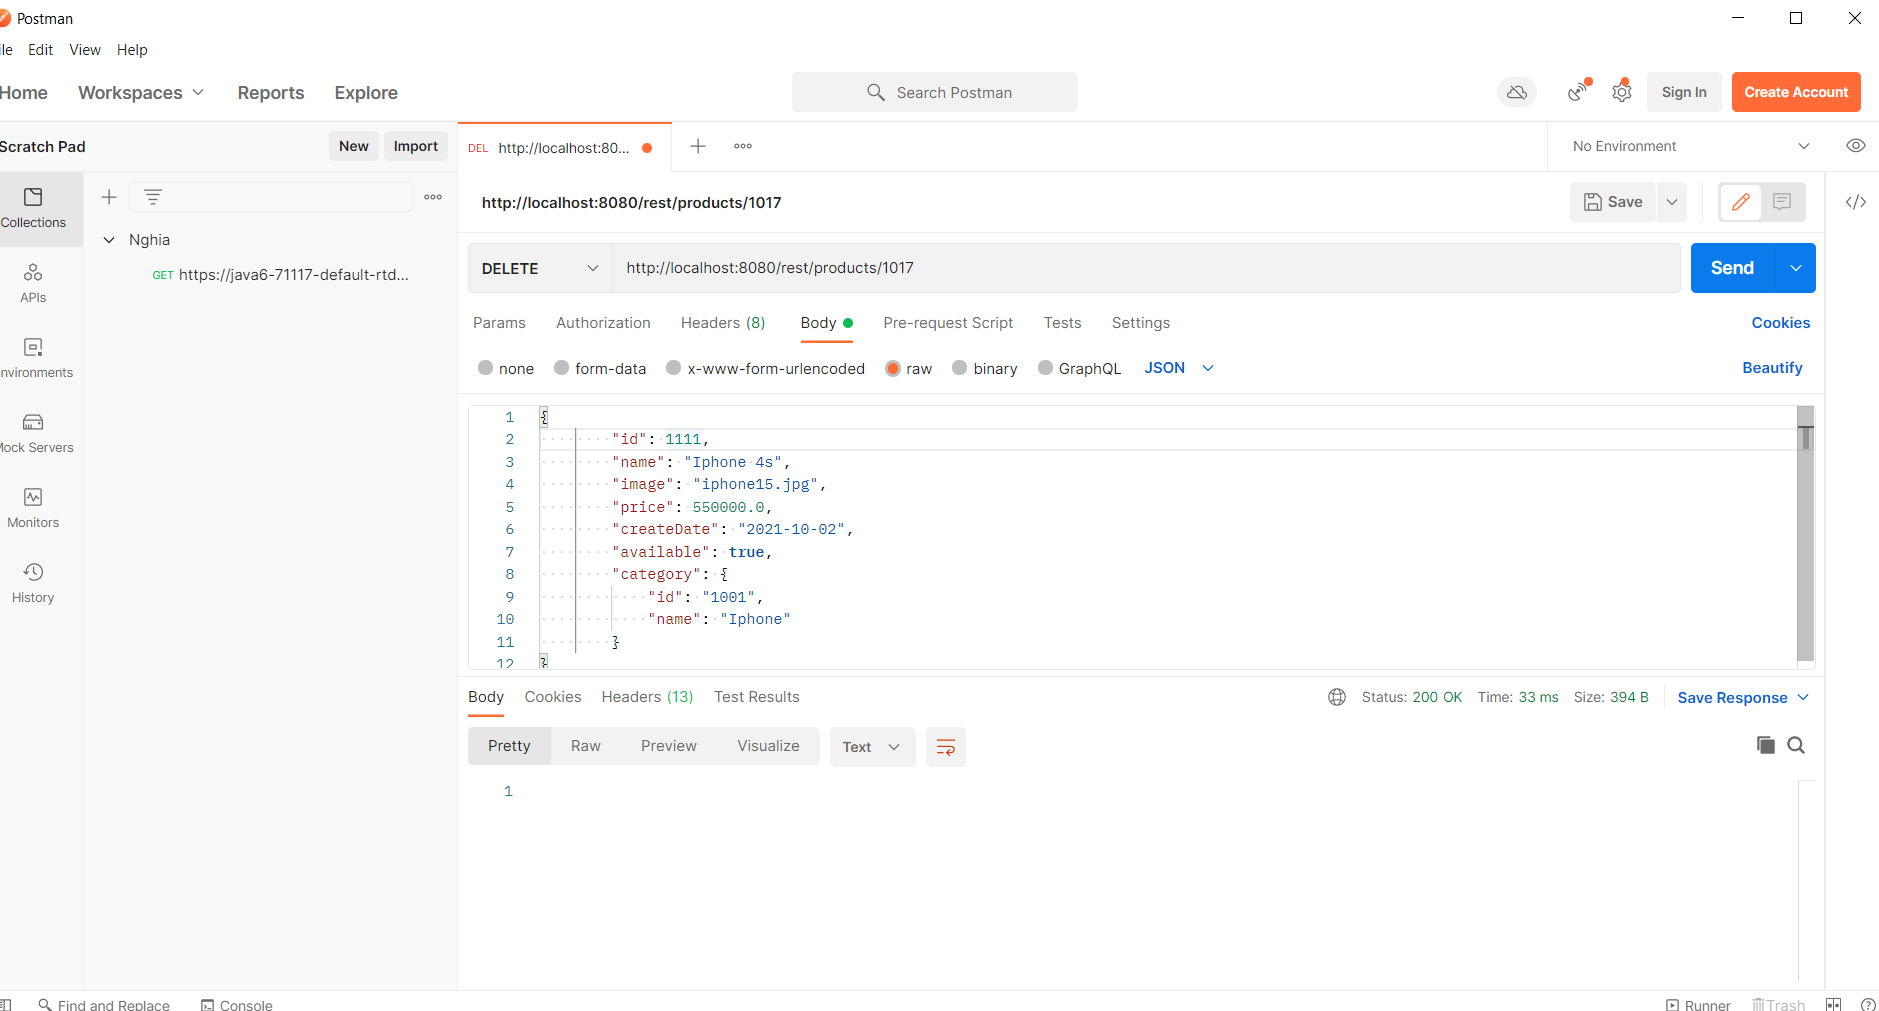 Postman
ile Edit View Help
Home Workspaces Reports Explore
Search Postman
Sign In
Create Account
Scratch Pad
New
Import
DEL http://localhost:80...
No Environment
Collections
APIs
nvironments
Mock Servers
Monitors
History
Nghia
GET https://java6-71117-default-rtd...
http://localhost:8080/rest/products/1017
Save
DELETE http://localhost:8080/rest/products/1017
Send
Params Authorization Headers (8) Body Pre-request Script Tests Settings
Cookies
none form-data x-www-form-urlencoded raw binary GraphQL JSON
Beautify
1 {
2 "id": 1111,
3 "name": "Iphone 4s",
4 "image": "iphone15.jpg",
5 "price": 550000.0,
6 "createDate": "2021-10-02",
7 "available": true,
8 "category": {
9 "id": "1001",
10 "name": "Iphone"
11 }
12 }
Body Cookies Headers (13) Test Results
Status: 200 OK Time: 33 ms Size: 394 B
Save Response
Pretty Raw Preview Visualize Text
1
Find and Replace Console
Runner Trash